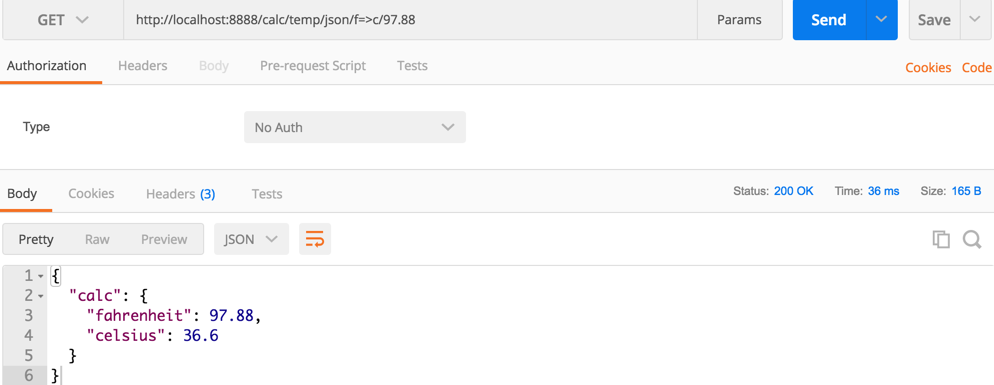 GET http://localhost:8888/calc/temp/json/f=>c/97.88 Params Send Save
Authorization Headers Body Pre-request Script Tests Cookies Code
Type No Auth
Body Cookies Headers (3) Tests Status: 200 OK Time: 36 ms Size: 165 B
Pretty Raw Preview JSON
1 {
2 "calc": {
3 "fahrenheit": 97.88,
4 "celsius": 36.6
5 }
6 }